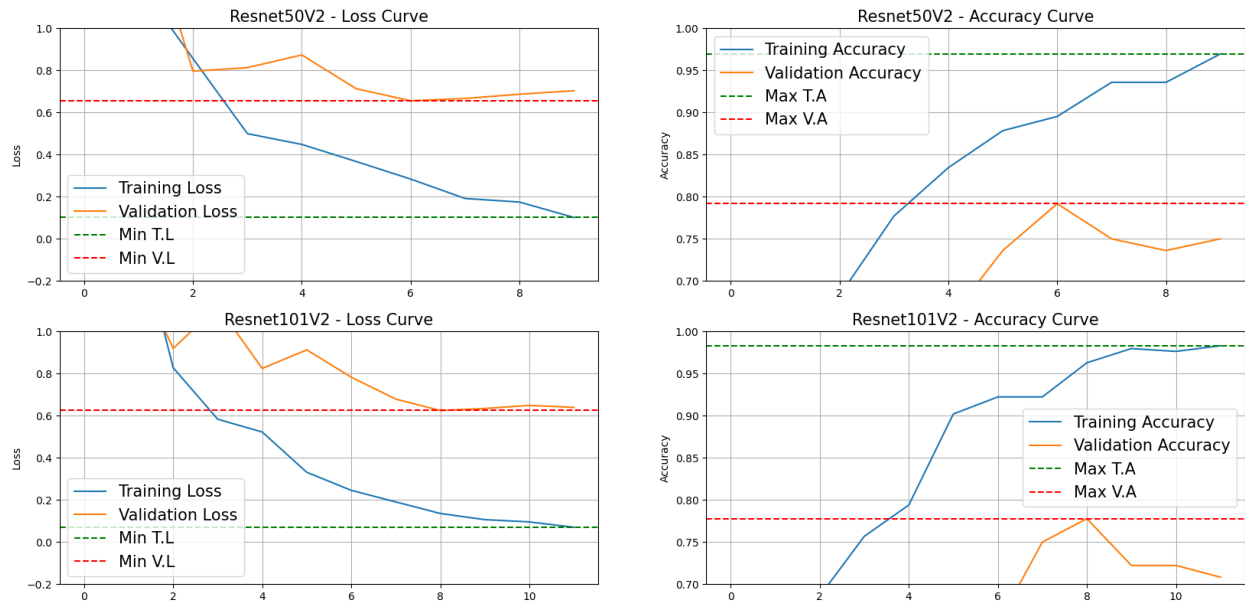 Resnet50V2 - Loss Curve
1.0
0.8
0.6
0.4
0.2
0.0
−0.2
Loss
Training Loss
Validation Loss
Min T.L
Min V.L
0 2 4 6 8
Resnet50V2 - Accuracy Curve
1.00
0.95
0.90
0.85
0.80
0.75
0.70
Accuracy
Training Accuracy
Validation Accuracy
Max T.A
Max V.A
0 2 4 6 8
Resnet101V2 - Loss Curve
1.0
0.8
0.6
0.4
0.2
0.0
−0.2
Loss
Training Loss
Validation Loss
Min T.L
Min V.L
0 2 4 6 8 10
Resnet101V2 - Accuracy Curve
1.00
0.95
0.90
0.85
0.80
0.75
0.70
Accuracy
Training Accuracy
Validation Accuracy
Max T.A
Max V.A
0 2 4 6 8 10